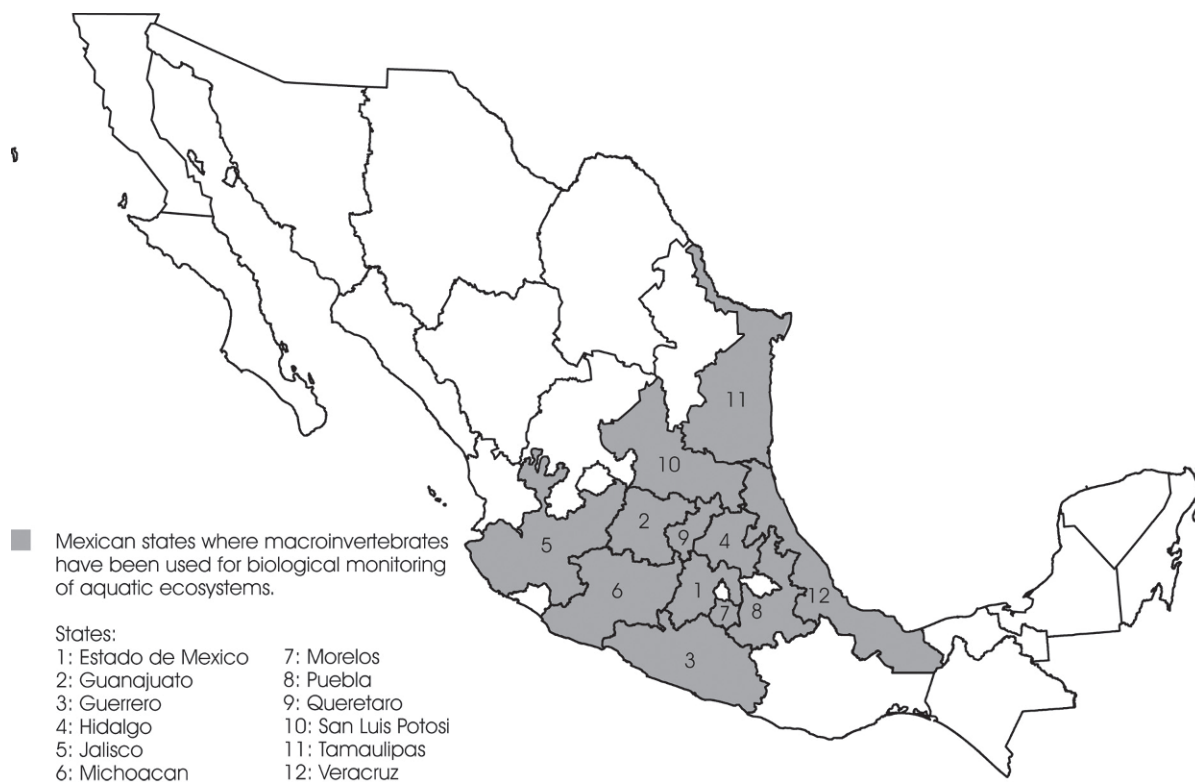 11
10
2
9
4
5
6
1
7
8
12
3
Mexican states where macroinvertebrates
have been used for biological monitoring
of aquatic ecosystems.
States:
1: Estado de Mexico
2: Guanajuato
3: Guerrero
4: Hidalgo
5: Jalisco
6: Michoacan
7: Morelos
8: Puebla
9: Queretaro
10: San Luis Potosi
11: Tamaulipas
12: Veracruz